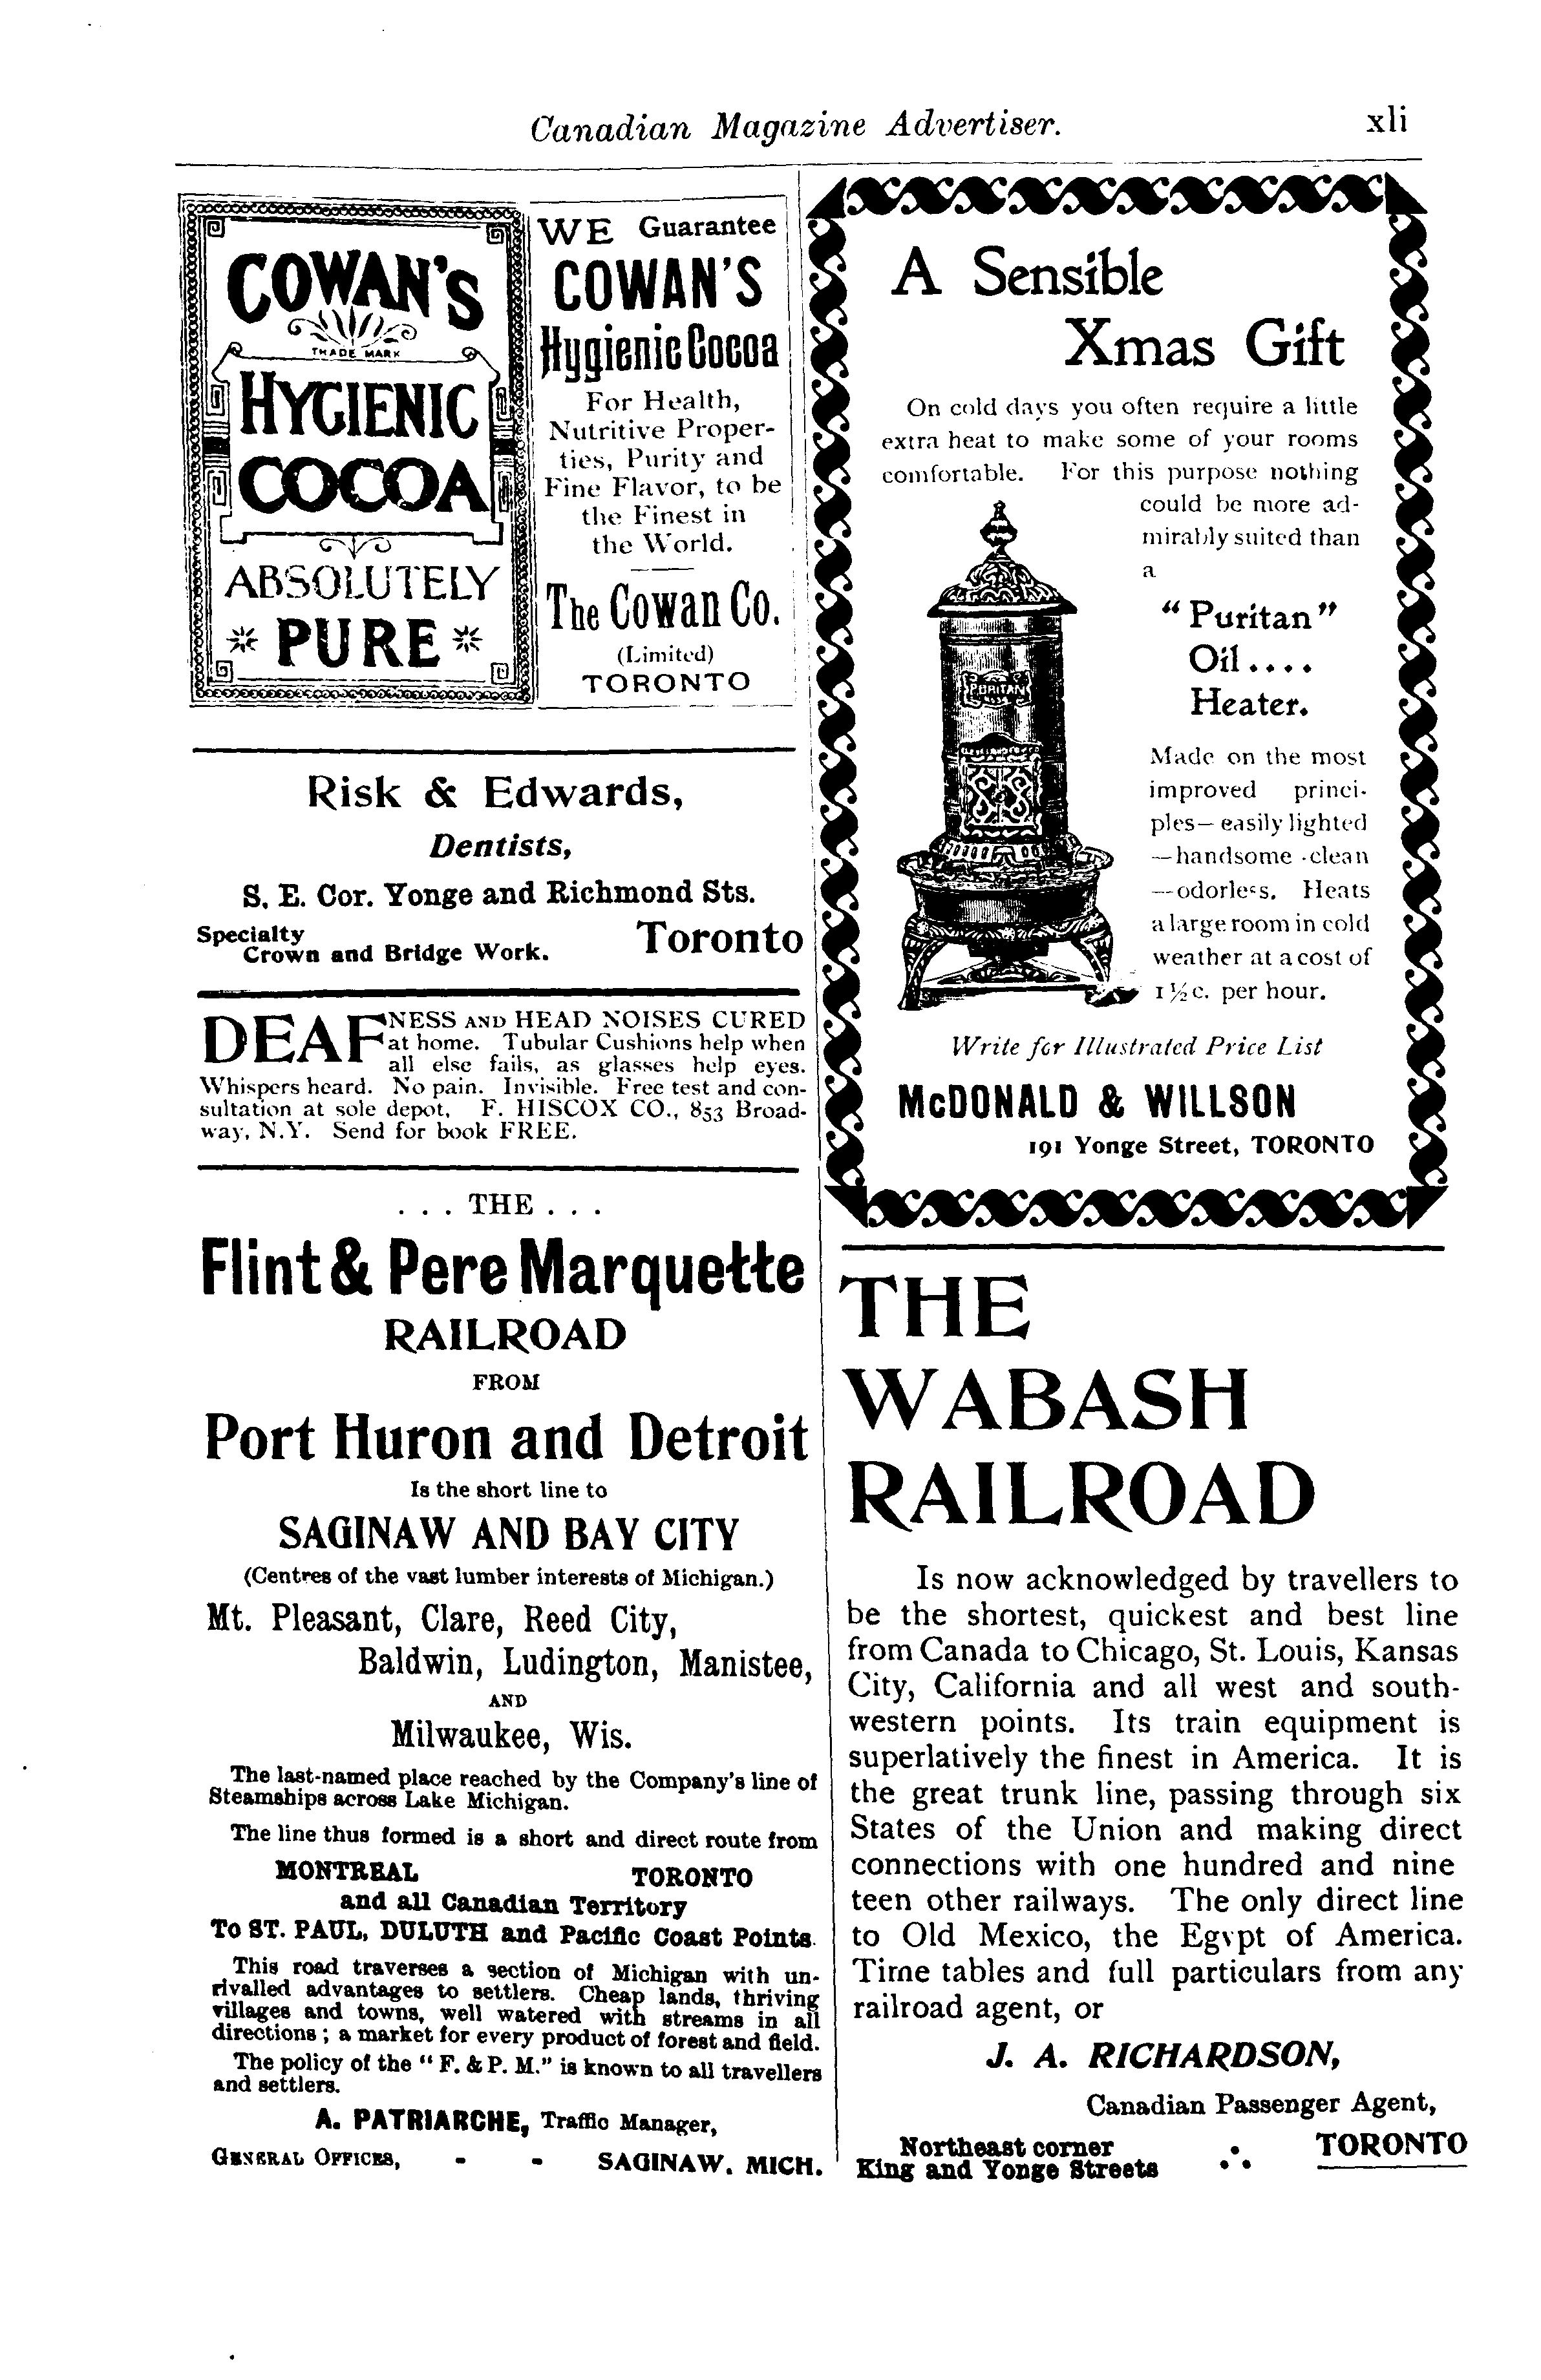 Canadian Magazine Advertiser. xli
COWAN'S
TRADE MARK
HYGIENIC
COCOA
ABSOLUTELY
* PURE *
WE Guarantee
COWAN'S
Hygienic Cocoa
For Health,
Nutritive Proper-
ties, Purity and
Fine Flavor, to be
the Finest in
the World.
The Cowan Co.
(Limited)
TORONTO
Risk & Edwards,
Dentists,
S. E. Cor. Yonge and Richmond Sts.
Specialty
Crown and Bridge Work. Toronto
DEAFNESS AND HEAD NOISES CURED
at home. Tubular Cushions help when
all else fails, as glasses help eyes.
Whispers heard. No pain. Invisible. Free test and con-
sultation at sole depot, F. HISCOX CO., 853 Broad-
way, N.Y. Send for book FREE.
. . . THE . . .
Flint & Pere Marquette
RAILROAD
FROM
Port Huron and Detroit
Is the short line to
SAGINAW AND BAY CITY
(Centres of the vast lumber interests of Michigan.)
Mt. Pleasant, Clare, Reed City,
Baldwin, Ludington, Manistee,
AND
Milwaukee, Wis.
The last-named place reached by the Company's line of
Steamships across Lake Michigan.
The line thus formed is a short and direct route from
MONTREAL TORONTO
and all Canadian Territory
To ST. PAUL, DULUTH and Pacific Coast Points.
This road traverses a section of Michigan with un-
rivalled advantages to settlers. Cheap lands, thriving
villages and towns, well watered with streams in all
directions ; a market for every product of forest and field.
The policy of the " F. & P. M." is known to all travellers
and settlers.
A. PATRIARCHE, Traffic Manager,
GENERAL OFFICES, - - SAGINAW. MICH.
A Sensible
Xmas Gift
On cold days you often require a little
extra heat to make some of your rooms
comfortable. For this purpose nothing
could be more ad-
mirably suited than
a
" Puritan "
Oil....
Heater.
PURITAN
Made on the most
improved princi-
ples—easily lighted
—handsome -clean
—odorless. Heats
a large room in cold
weather at a cost of
1½c. per hour.
Write for Illustrated Price List
McDONALD & WILLSON
191 Yonge Street, TORONTO
THE
WABASH
RAILROAD
Is now acknowledged by travellers to
be the shortest, quickest and best line
from Canada to Chicago, St. Louis, Kansas
City, California and all west and south-
western points. Its train equipment is
superlatively the finest in America. It is
the great trunk line, passing through six
States of the Union and making direct
connections with one hundred and nine
teen other railways. The only direct line
to Old Mexico, the Egypt of America.
Time tables and full particulars from any
railroad agent, or
J. A. RICHARDSON,
Canadian Passenger Agent,
Northeast corner
King and Yonge Streets TORONTO